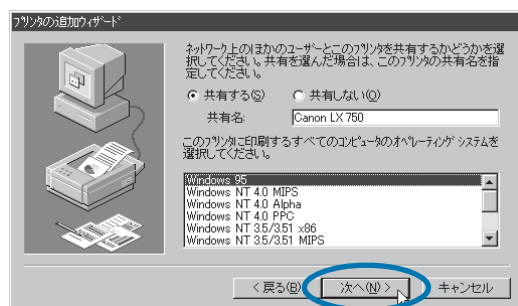 プリンタの追加ウィザード
ネットワーク上のほかのユーザーとこのプリンタを共有するかどうかを選
択してください。共有を選んだ場合は、このプリンタの共有名を指
定してください。
共有する(S) 共有しない(O)
共有名: Canon LX 750
このプリンタに印刷するすべてのコンピュータのオペレーティング システムを
選択してください。
Windows 95
Windows NT 4.0 MIPS
Windows NT 4.0 Alpha
Windows NT 4.0 PPC
Windows NT 3.5/3.51 x86
Windows NT 3.5/3.51 MIPS
< 戻る(B) 次へ(N) > キャンセル